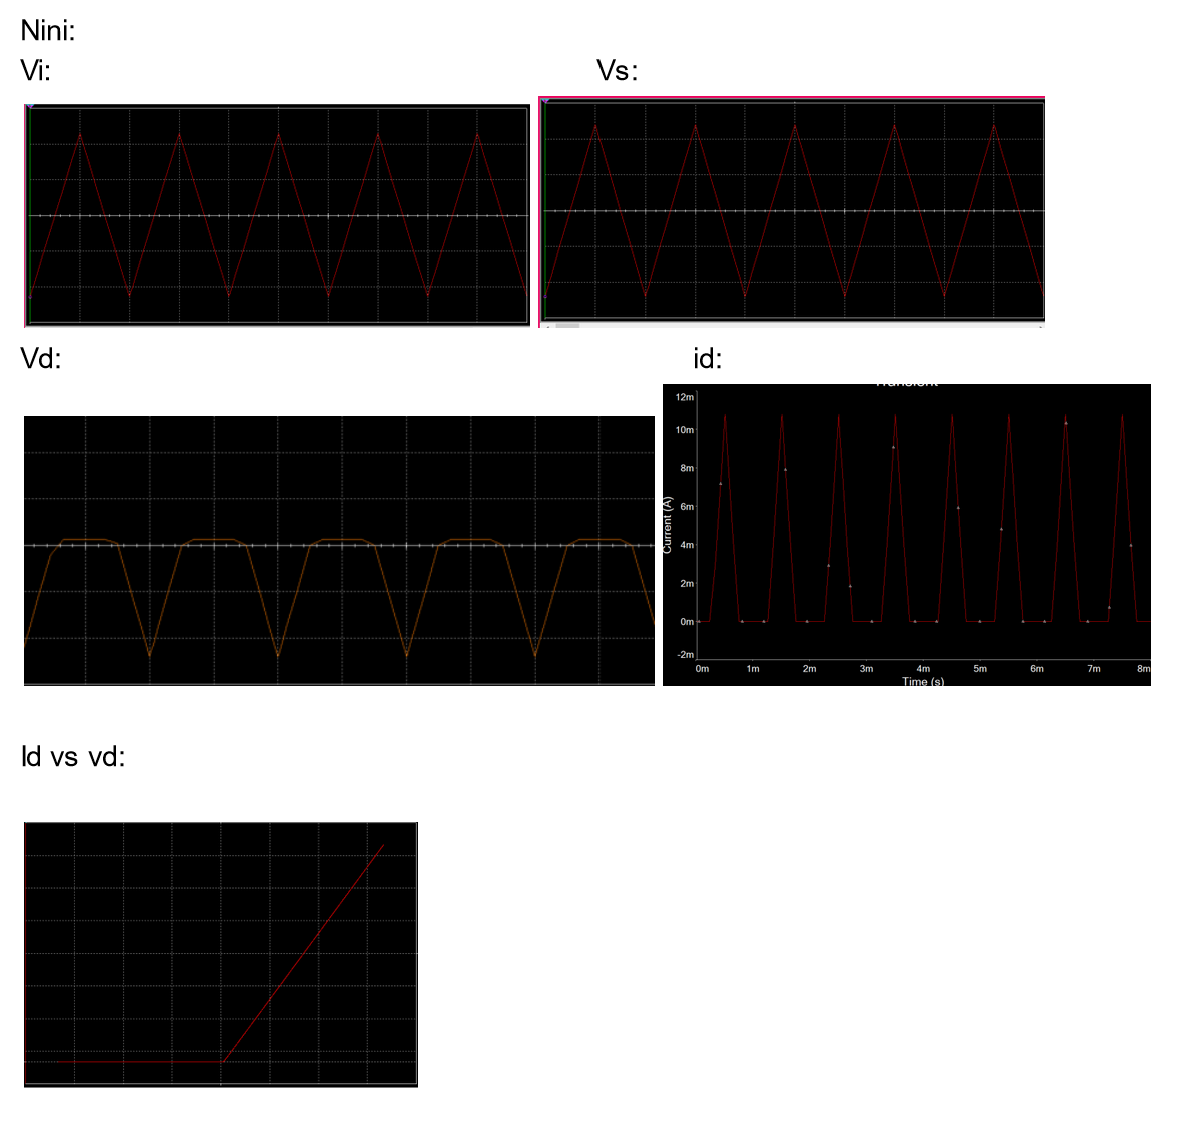 Nini:
Vi: Vs:
Vd: id:
Transient
12m
10m
8m
6m
4m
2m
0m
-2m
Current (A)
0m 1m 2m 3m 4m 5m 6m 7m 8m
Time (s)
Id vs vd: